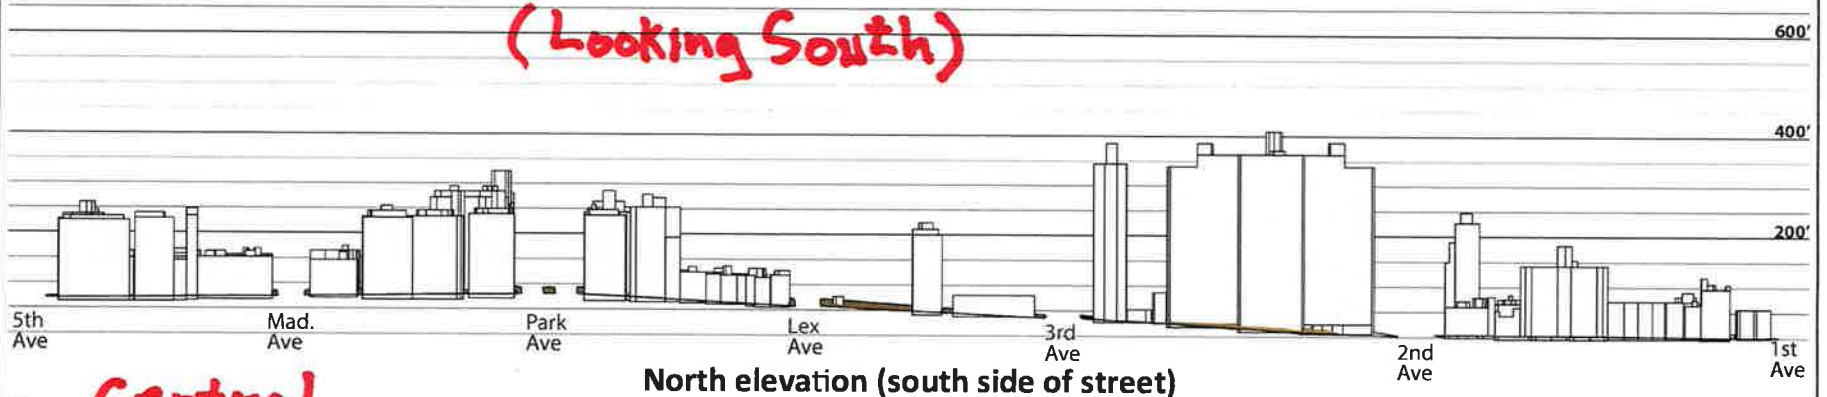 (Looking South)
600'
400'
200'
5th
Ave
Mad.
Ave
Park
Ave
Lex
Ave
3rd
Ave
2nd
Ave
1st
Ave
North elevation (south side of street)
Central